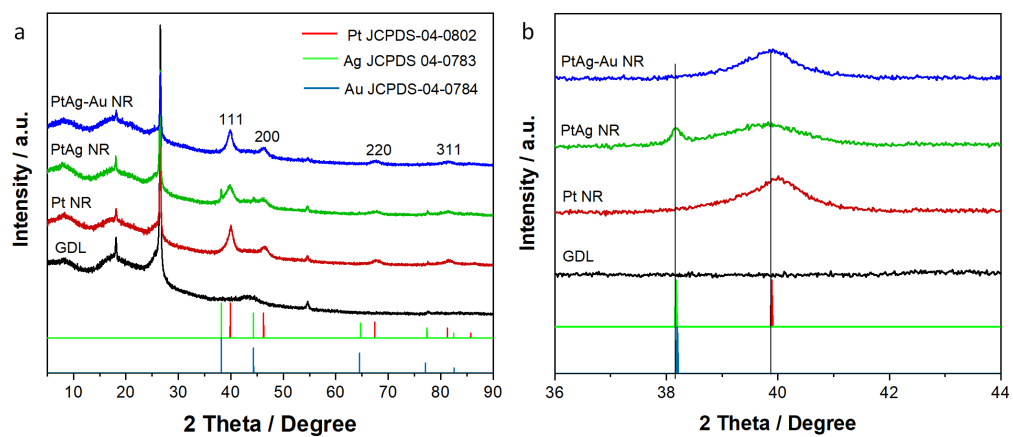 a
Pt JCPDS-04-0802
Ag JCPDS 04-0783
Au JCPDS-04-0784
PtAg-Au NR
PtAg NR
Pt NR
GDL
111
200
220
311
Intensity / a.u.
5 10 20 30 40 50 60 70 80 90
2 Theta / Degree
b
PtAg-Au NR
PtAg NR
Pt NR
GDL
Intensity / a.u.
36 38 40 42 44
2 Theta / Degree